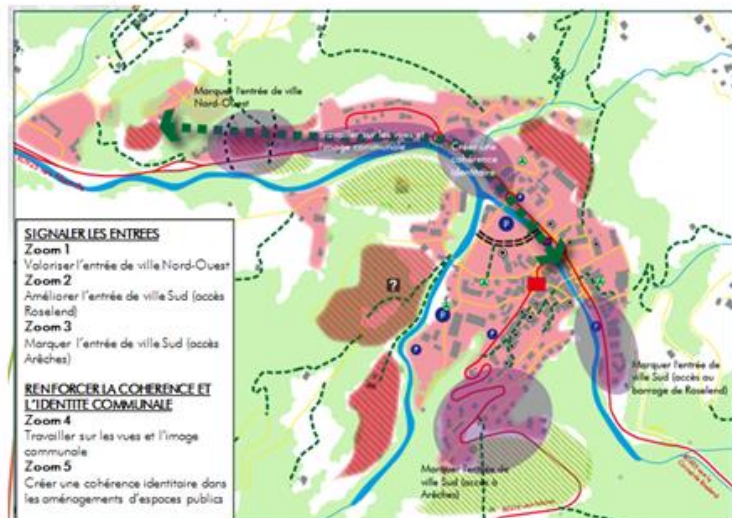 Marquer l'entrée de ville
Nord-Ouest
Travailler sur les vues et
l'image communale
Créer une
cohérence
identitaire
P
P
P
P
P
?
SIGNALER LES ENTREES
Zoom 1
Valoriser l'entrée de ville Nord-Ouest
Zoom 2
Améliorer l'entrée de ville Sud (accès
Roselend)
Zoom 3
Marquer l'entrée de ville Sud (accès
Arêches)
RENFORCER LA COHERENCE ET
L'IDENTITE COMMUNALE
Zoom 4
Travailler sur les vues et l'image
communale
Zoom 5
Créer une cohérence identitaire dans
les aménagements d'espaces publics
Marquer l'entrée de
ville Sud (accès au
barrage de Roselend)
Marquer l'entrée de
ville Sud (accès à
Arêches)